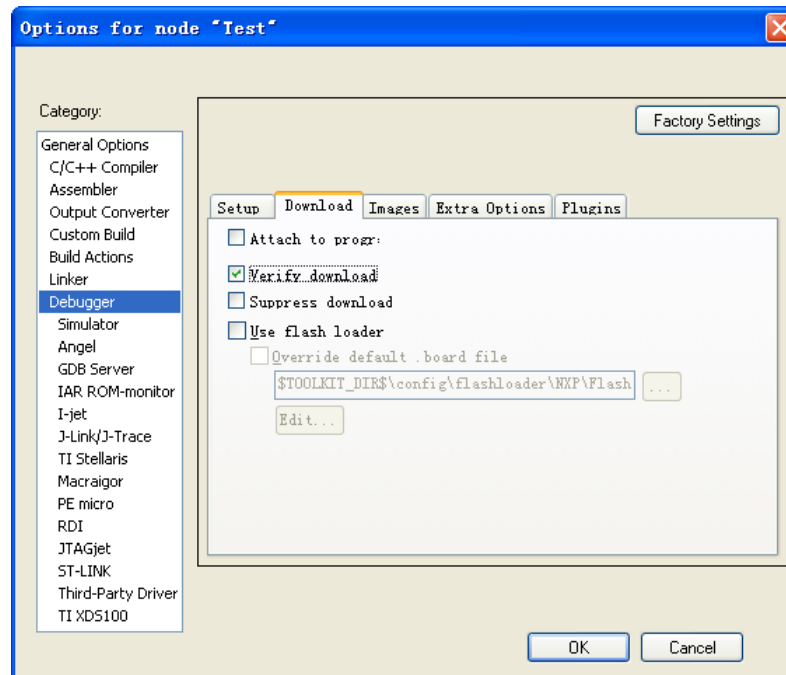 Options for node "Test"
Category:
Factory Settings
General Options
C/C++ Compiler
Assembler
Output Converter
Custom Build
Build Actions
Linker
Debugger
Simulator
Angel
GDB Server
IAR ROM-monitor
I-jet
J-Link/J-Trace
TI Stellaris
Macraigor
PE micro
RDI
JTAGjet
ST-LINK
Third-Party Driver
TI XDS100
Setup Download Images Extra Options Plugins
Attach to progr
Verify download
Suppress download
Use flash loader
Override default .board file
$TOOLKIT_DIR$\config\flashloader\NXP\Flash ...
Edit...
OK Cancel